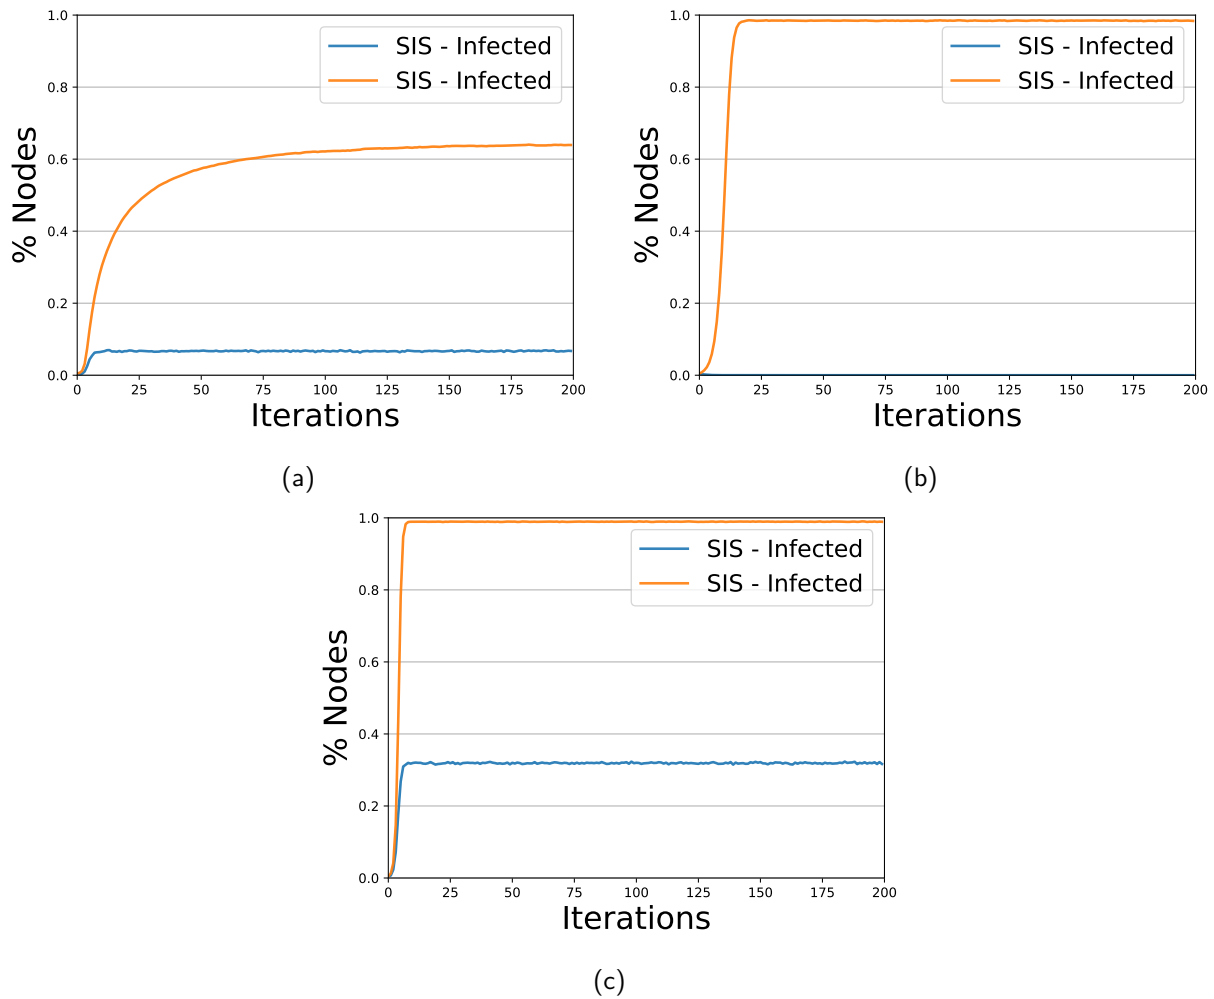 1.0
0.8
0.6
0.4
0.2
0.0
% Nodes
SIS - Infected
SIS - Infected
0 25 50 75 100 125 150 175 200
Iterations
(a)
1.0
0.8
0.6
0.4
0.2
0.0
% Nodes
SIS - Infected
SIS - Infected
0 25 50 75 100 125 150 175 200
Iterations
(b)
1.0
0.8
0.6
0.4
0.2
0.0
% Nodes
SIS - Infected
SIS - Infected
0 25 50 75 100 125 150 175 200
Iterations
(c)